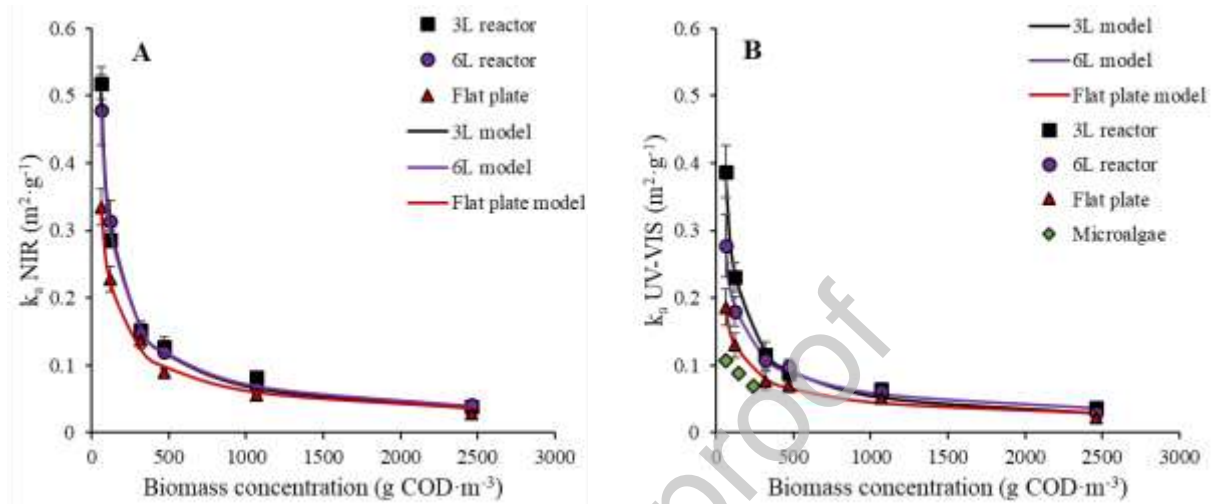 A
0.6
0.5
0.4
0.3
0.2
0.1
0
0 500 1000 1500 2000 2500 3000
kₐ NIR (m²·g⁻¹)
Biomass concentration (g COD·m⁻³)
3L reactor
6L reactor
Flat plate
3L model
6L model
Flat plate model
B
0.6
0.5
0.4
0.3
0.2
0.1
0
0 500 1000 1500 2000 2500 3000
kₐ UV-VIS (m²·g⁻¹)
Biomass concentration (g COD·m⁻³)
3L model
6L model
Flat plate model
3L reactor
6L reactor
Flat plate
Microalgae
proof